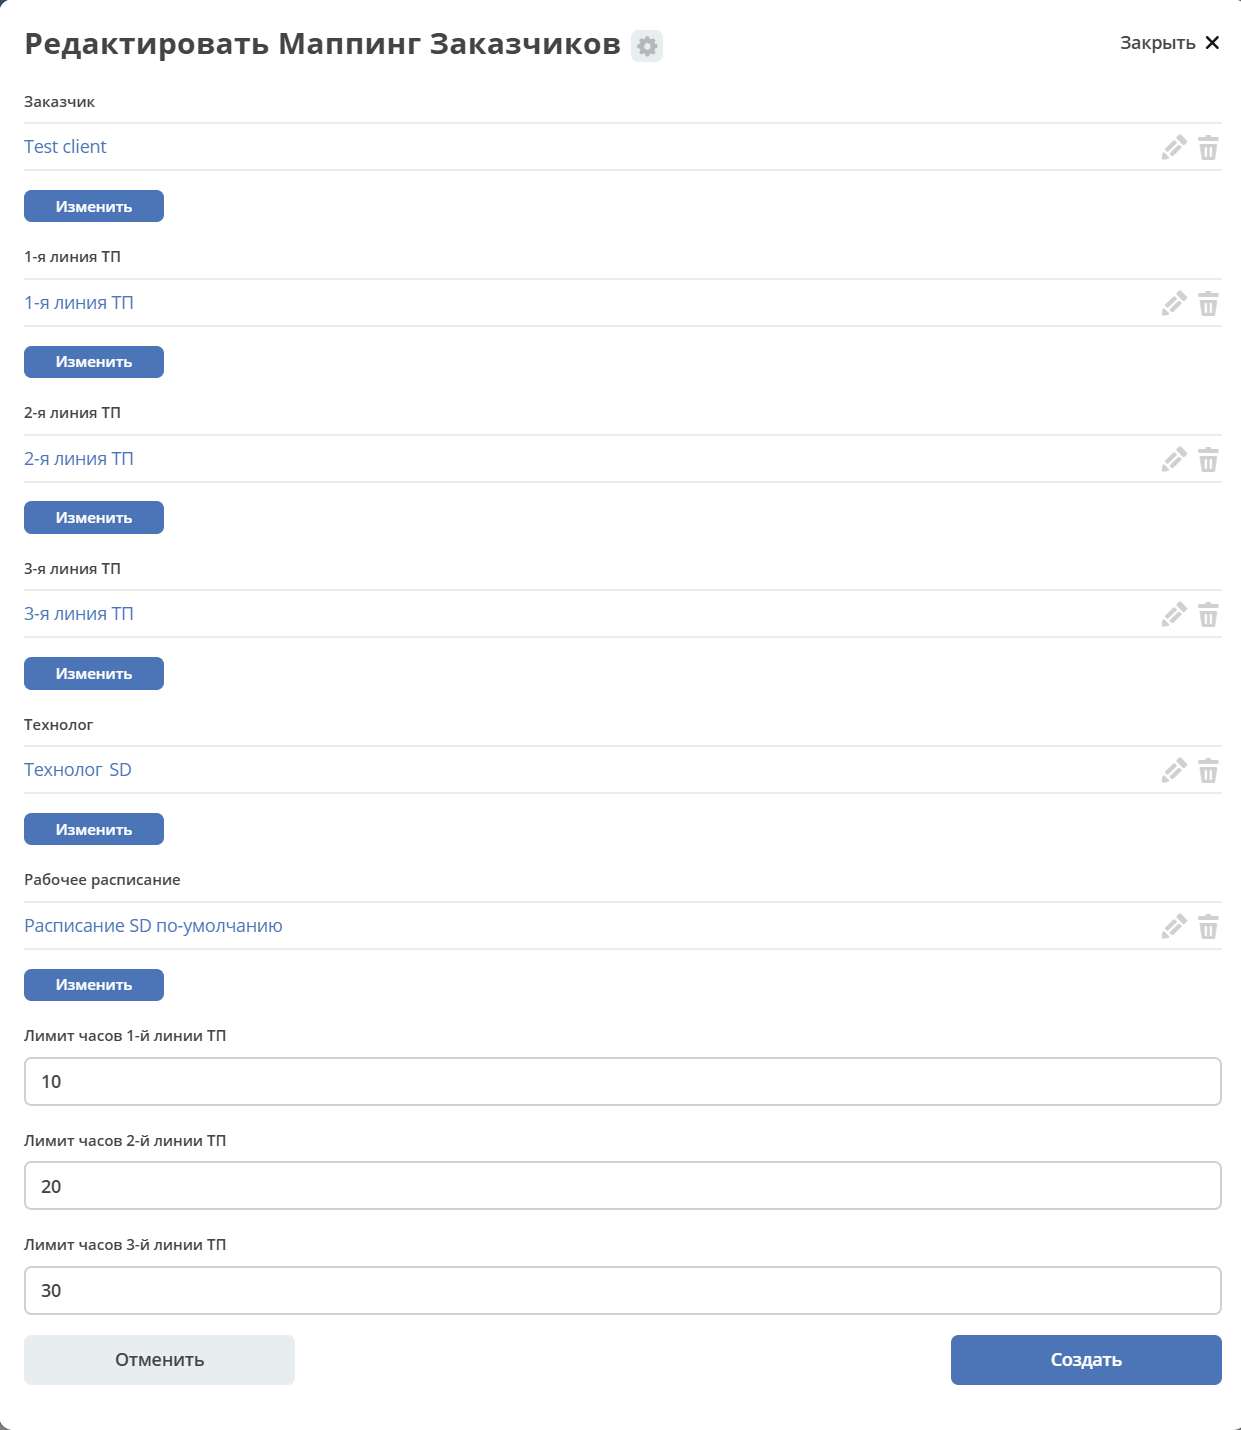 Редактировать Маппинг Заказчиков
Закрыть
Заказчик
Test client
Изменить
1-я линия ТП
1-я линия ТП
Изменить
2-я линия ТП
2-я линия ТП
Изменить
3-я линия ТП
3-я линия ТП
Изменить
Технолог
Технолог SD
Изменить
Рабочее расписание
Расписание SD по-умолчанию
Изменить
Лимит часов 1-й линии ТП
10
Лимит часов 2-й линии ТП
20
Лимит часов 3-й линии ТП
30
Отменить
Создать